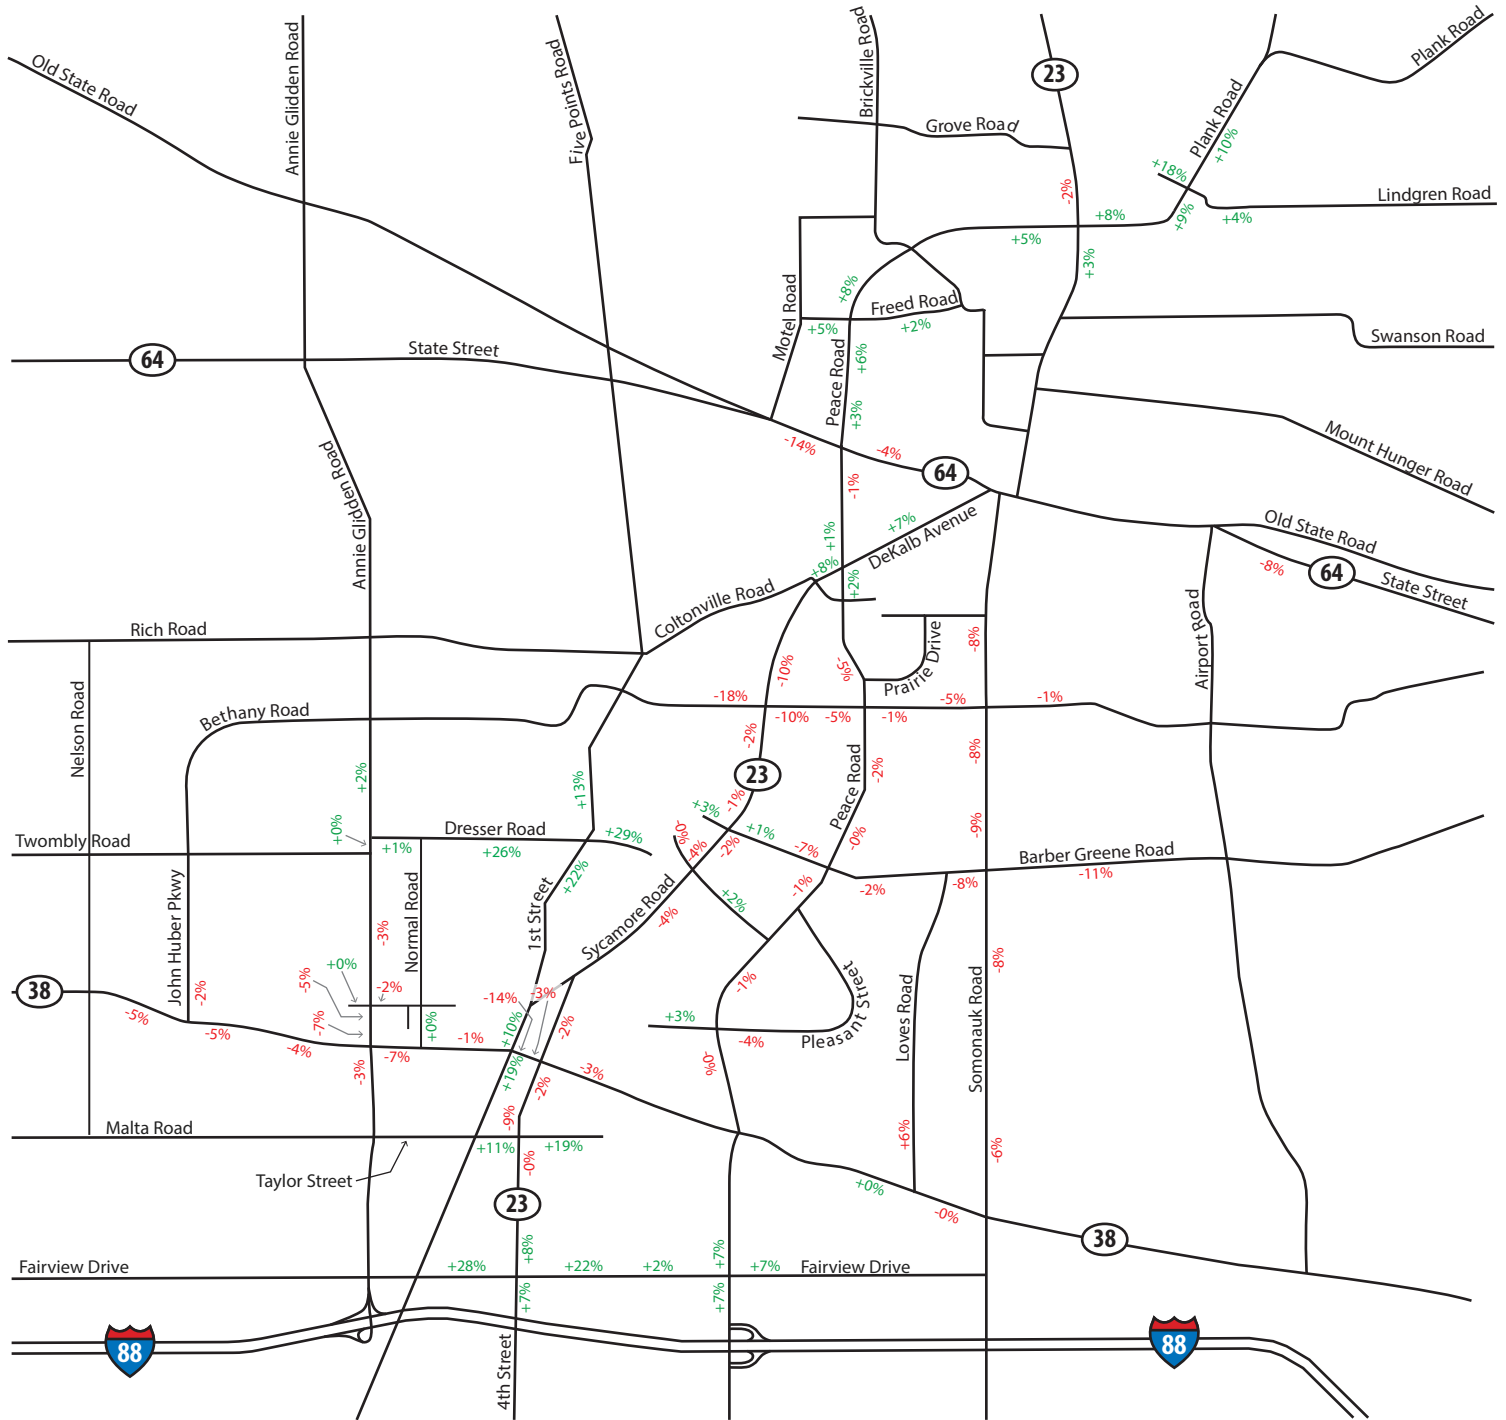 Old State Road
Annie Glidden Road
Five Points Road
Brickville Road
23
Plank Road
Plank Road
Grove Road
+10%
+18%
-2%
Lindgren Road
+8%
+9%
+4%
+5%
+3%
Motel Road
+8%
Freed Road
+5%
+2%
Swanson Road
64
State Street
Peace Road
+6%
+3%
-14%
-4%
64
Mount Hunger Road
Annie Glidden Road
-1%
+7%
DeKalb Avenue
+1%
+8%
+2%
Old State Road
-8%
64
State Street
Coltonville Road
Rich Road
Prairie Drive
-8%
Airport Road
-10%
-5%
Nelson Road
Bethany Road
-18%
-10%
-5%
-1%
-5%
-1%
-2%
-8%
23
Peace Road
-2%
+2%
+13%
-1%
+3%
+0%
Twombly Road
+1%
Dresser Road
+26%
+29%
-0%
-4%
-2%
+1%
-7%
-0%
-9%
Barber Greene Road
-11%
-8%
-2%
-1%
+22%
+2%
John Huber Pkwy
-3%
Normal Road
1st Street
Sycamore Road
-4%
38
-2%
+0%
-5%
-2%
-7%
-14%
-3%
-1%
Pleasant Street
Loves Road
Somonauk Road
-8%
-5%
-5%
-4%
-7%
+0%
-1%
+10%
-2%
+3%
-4%
-3%
+19%
-2%
-3%
-0%
Malta Road
-9%
+11%
+19%
-0%
+6%
-6%
Taylor Street
23
+0%
-0%
38
+8%
+7%
Fairview Drive
+28%
+22%
+2%
+7%
Fairview Drive
+7%
+7%
88
4th Street
88